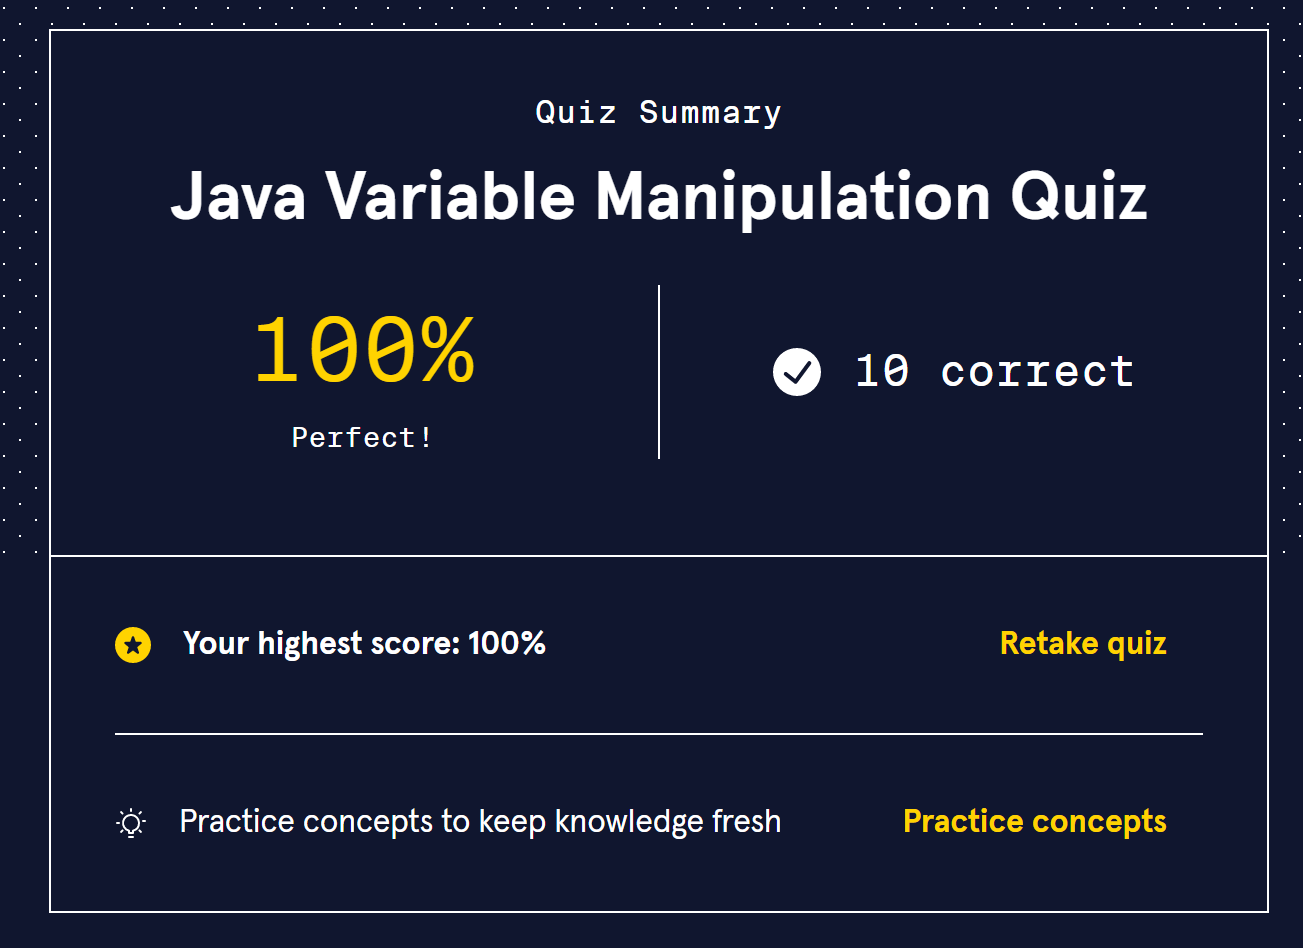 Quiz Summary
Java Variable Manipulation Quiz
100%
Perfect!
10 correct
Your highest score: 100%
Retake quiz
Practice concepts to keep knowledge fresh
Practice concepts